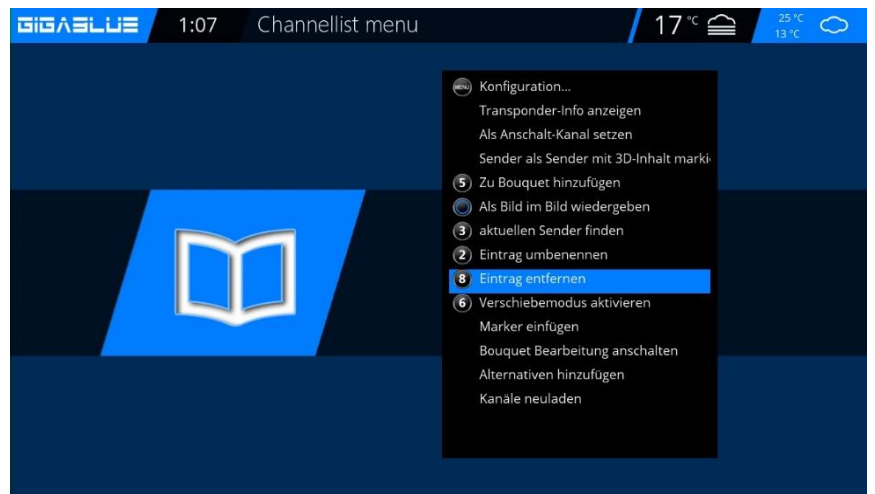 GIGABLUE 1:07 Channellist menu 17 °C 25 °C
13 °C
MENU Konfiguration...
Transponder-Info anzeigen
Als Anschalt-Kanal setzen
Sender als Sender mit 3D-Inhalt marki
5 Zu Bouquet hinzufügen
Als Bild im Bild wiedergeben
3 aktuellen Sender finden
2 Eintrag umbenennen
8 Eintrag entfernen
6 Verschiebemodus aktivieren
Marker einfügen
Bouquet Bearbeitung anschalten
Alternativen hinzufügen
Kanäle neuladen